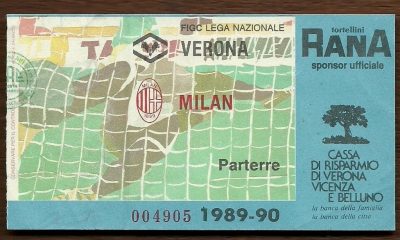 FIGC LEGA NAZIONALE
VERONA
MILAN
Parterre
004905 1989-90
tortellini
RANA
sponsor ufficiale
CASSA
DI RISPARMIO
DI VERONA
VICENZA
E BELLUNO
la banca della famiglia
la banca della città